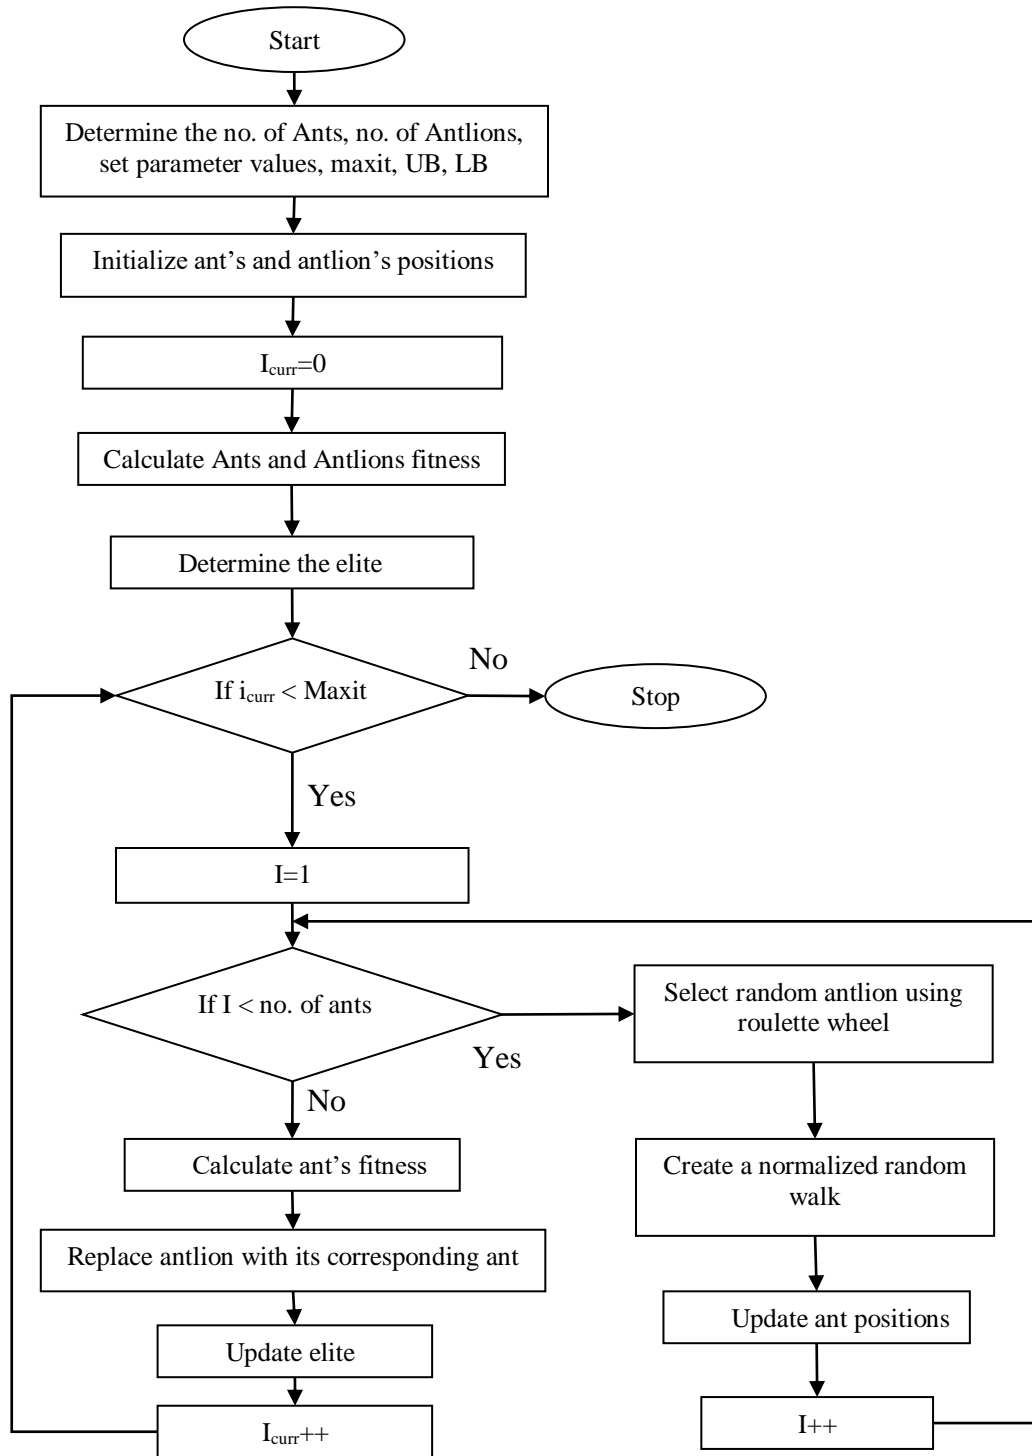 Start
Determine the no. of Ants, no. of Antlions,
set parameter values, maxit, UB, LB
Initialize ant’s and antlion’s positions
Icurr=0
Calculate Ants and Antlions fitness
Determine the elite
If icurr < Maxit
No
Stop
Yes
I=1
If I < no. of ants
Yes
Select random antlion using
roulette wheel
No
Create a normalized random
walk
Calculate ant’s fitness
Replace antlion with its corresponding ant
Update ant positions
Update elite
Icurr++
I++